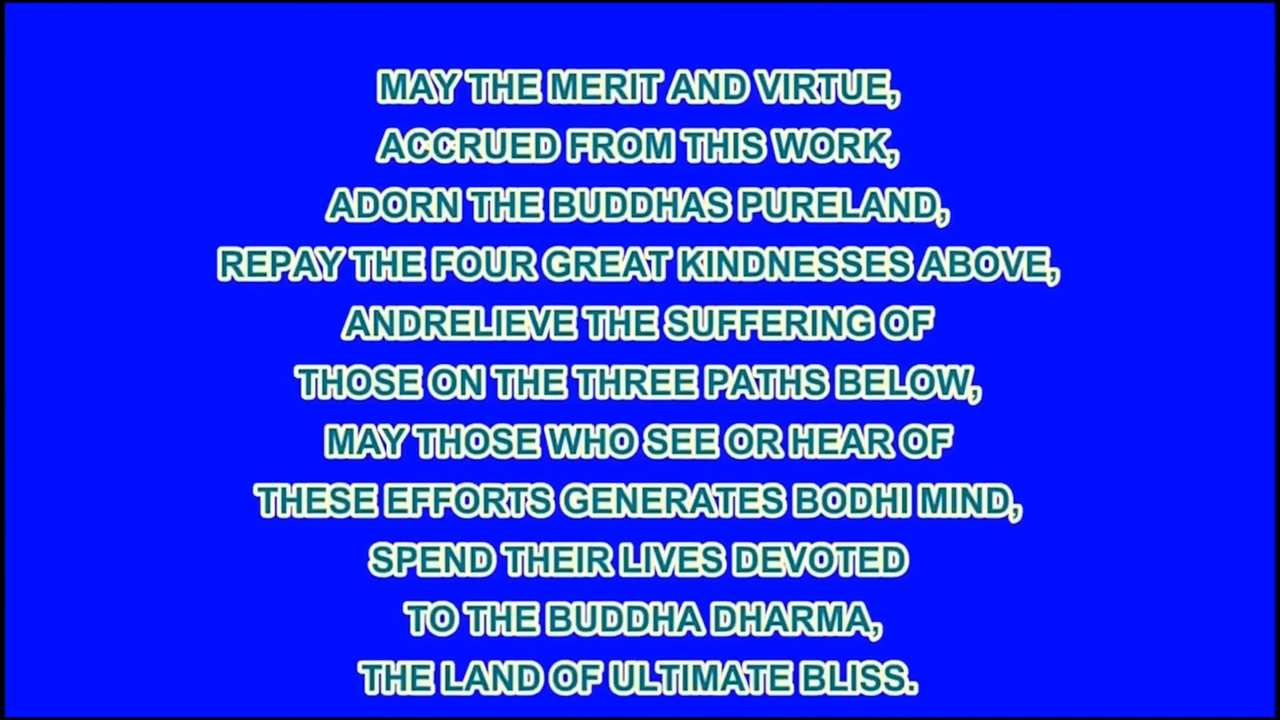 MAY THE MERIT AND VIRTUE,
ACCRUED FROM THIS WORK,
ADORN THE BUDDHAS PURELAND,
REPAY THE FOUR GREAT KINDNESSES ABOVE,
ANDRELIEVE THE SUFFERING OF
THOSE ON THE THREE PATHS BELOW,
MAY THOSE WHO SEE OR HEAR OF
THESE EFFORTS GENERATES BODHI MIND,
SPEND THEIR LIVES DEVOTED
TO THE BUDDHA DHARMA,
THE LAND OF ULTIMATE BLISS.